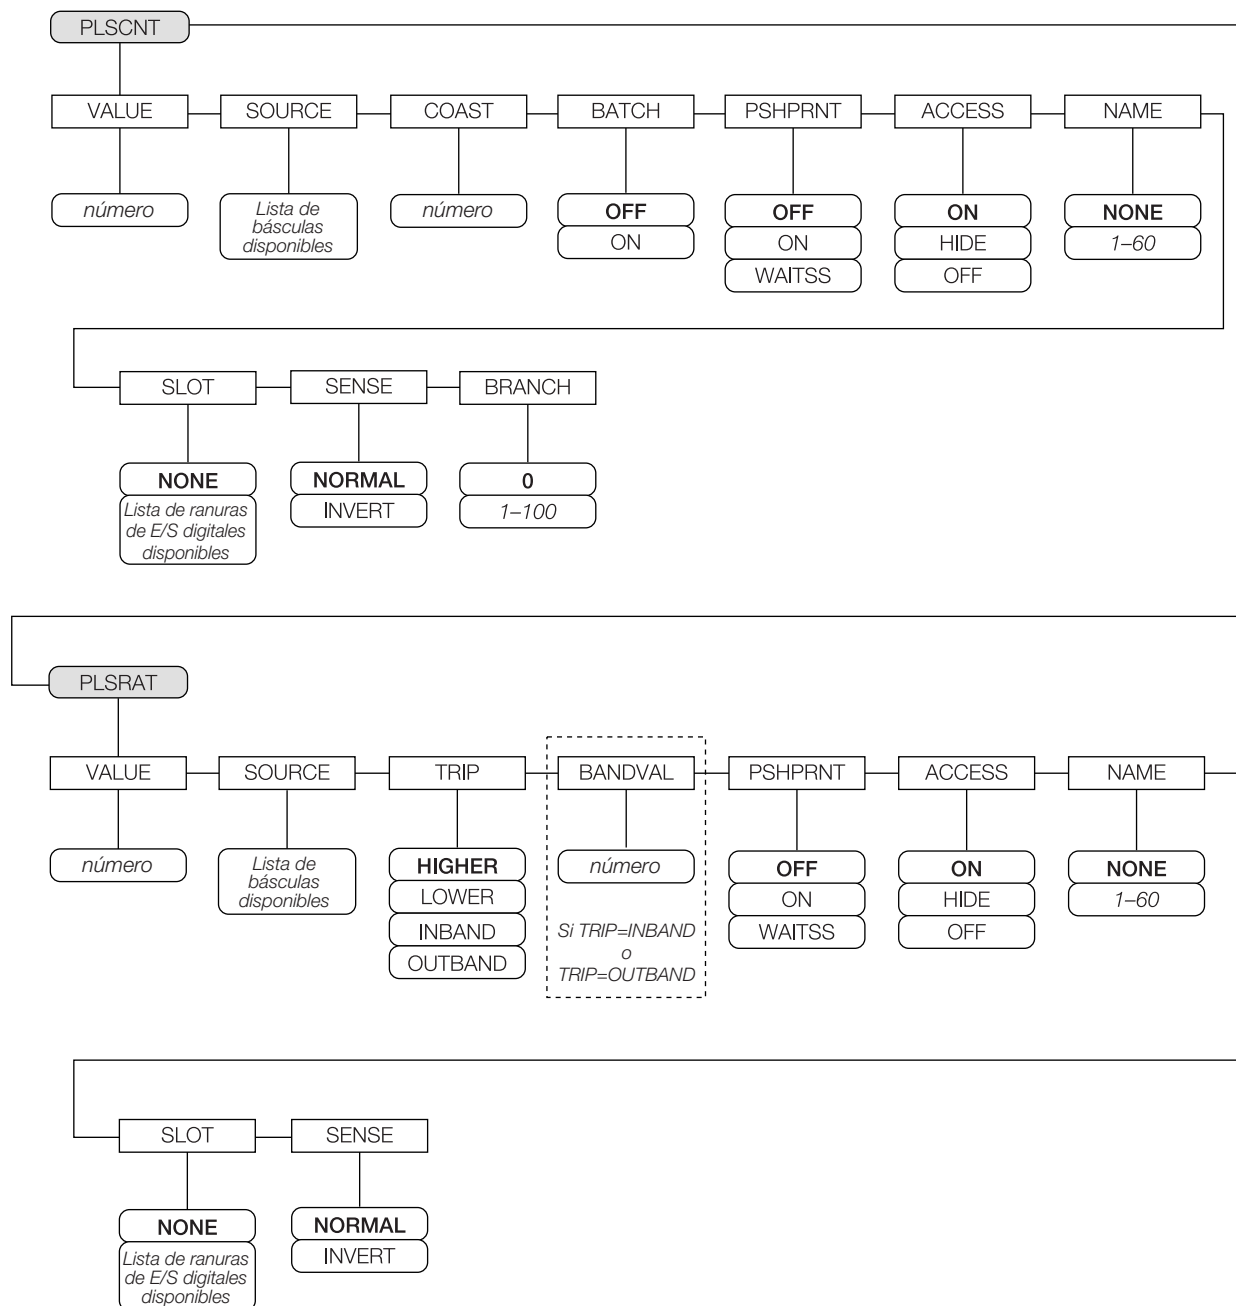 PLSCNT
VALUE
SOURCE
COAST
BATCH
PSHPRNT
ACCESS
NAME
número
Lista de
básculas
disponibles
número
OFF
ON
OFF
ON
WAITSS
ON
HIDE
OFF
NONE
1–60
SLOT
SENSE
BRANCH
NONE
Lista de ranuras
de E/S digitales
disponibles
NORMAL
INVERT
0
1–100
PLSRAT
VALUE
SOURCE
TRIP
BANDVAL
PSHPRNT
ACCESS
NAME
número
Lista de
básculas
disponibles
HIGHER
LOWER
INBAND
OUTBAND
número
Si TRIP=INBAND
o
TRIP=OUTBAND
OFF
ON
WAITSS
ON
HIDE
OFF
NONE
1–60
SLOT
SENSE
NONE
Lista de ranuras
de E/S digitales
disponibles
NORMAL
INVERT